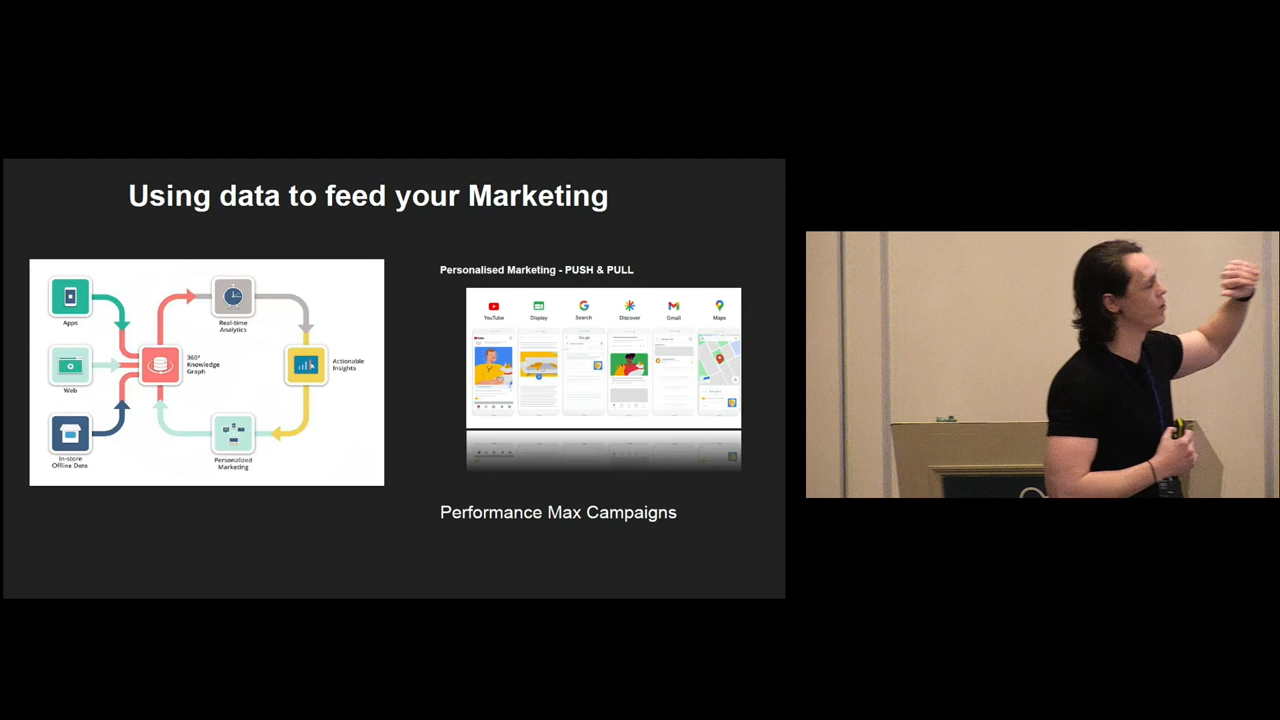 Using data to feed your Marketing
Apps
Web
In-store
Offline Data
360°
Knowledge
Graph
Real-time
Analytics
Actionable
Insights
Personalized
Marketing
Personalised Marketing - PUSH & PULL
YouTube
Display
Search
Discover
Gmail
Maps
Performance Max Campaigns